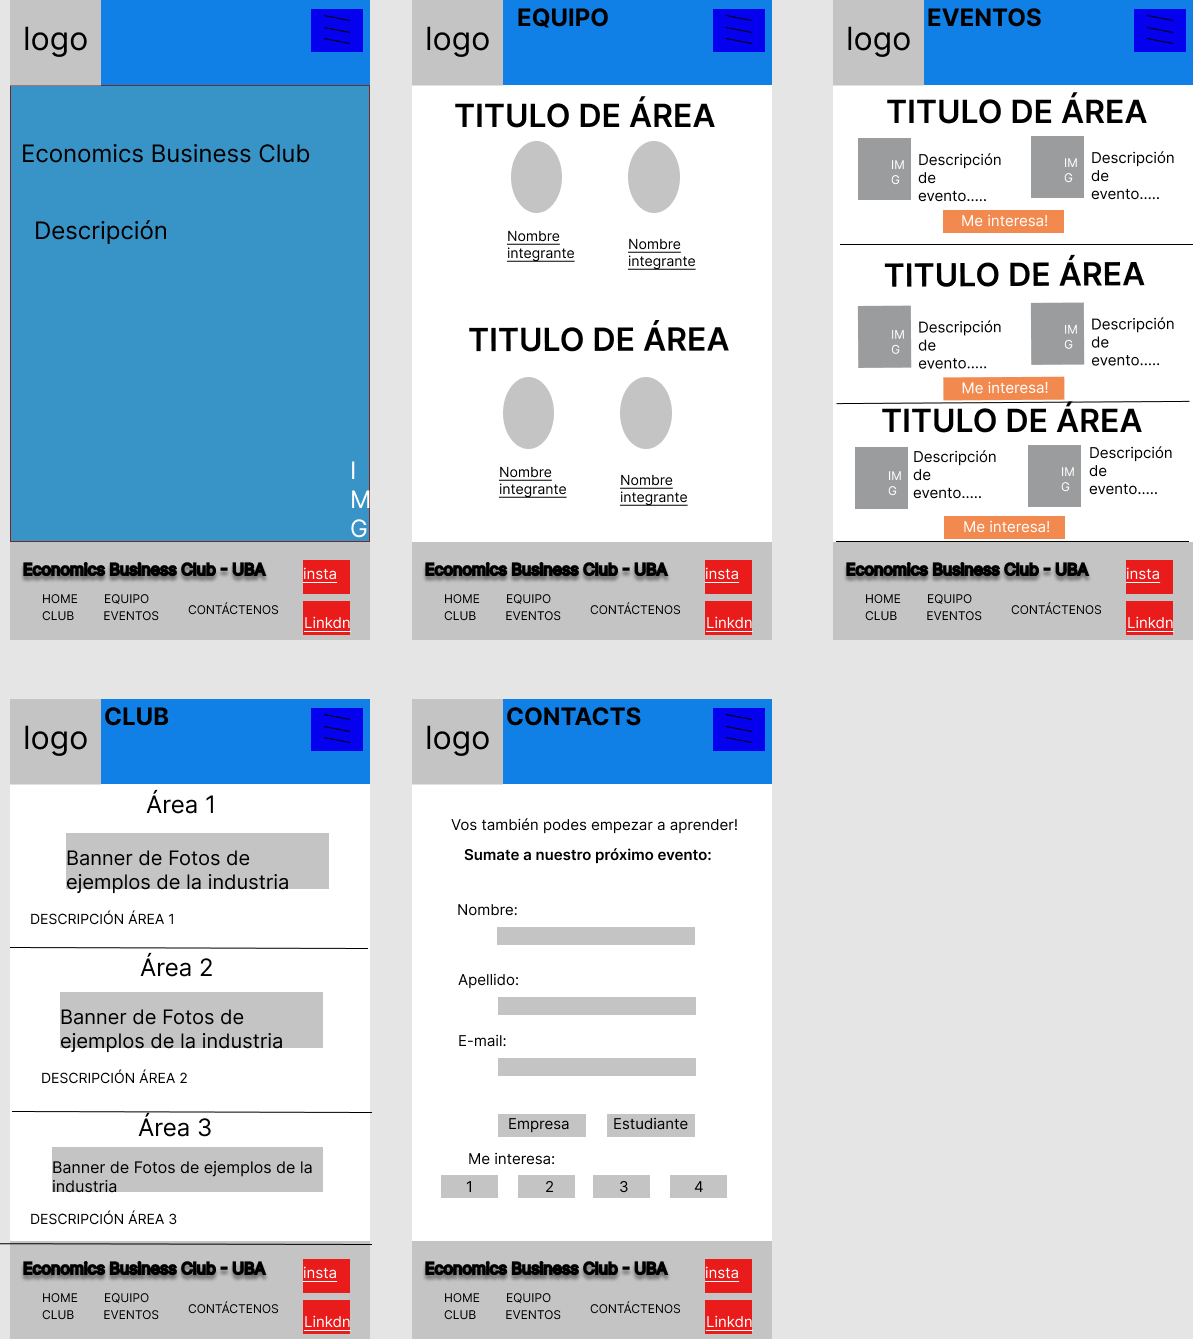 logo
Economics Business Club
Descripción
IMG
Economics Business Club - UBA
HOME
CLUB
EQUIPO
EVENTOS
CONTÁCTENOS
insta
Linkdn
logo
EQUIPO
TITULO DE ÁREA
Nombre
integrante
Nombre
integrante
TITULO DE ÁREA
Nombre
integrante
Nombre
integrante
Economics Business Club - UBA
HOME
CLUB
EQUIPO
EVENTOS
CONTÁCTENOS
insta
Linkdn
logo
EVENTOS
TITULO DE ÁREA
IM
G
Descripción
de
evento.....
IM
G
Descripción
de
evento.....
Me interesa!
TITULO DE ÁREA
IM
G
Descripción
de
evento.....
IM
G
Descripción
de
evento.....
Me interesa!
TITULO DE ÁREA
IM
G
Descripción
de
evento.....
IM
G
Descripción
de
evento.....
Me interesa!
Economics Business Club - UBA
HOME
CLUB
EQUIPO
EVENTOS
CONTÁCTENOS
insta
Linkdn
logo
CLUB
Área 1
Banner de Fotos de
ejemplos de la industria
DESCRIPCIÓN ÁREA 1
Área 2
Banner de Fotos de
ejemplos de la industria
DESCRIPCIÓN ÁREA 2
Área 3
Banner de Fotos de ejemplos de la
industria
DESCRIPCIÓN ÁREA 3
Economics Business Club - UBA
HOME
CLUB
EQUIPO
EVENTOS
CONTÁCTENOS
insta
Linkdn
logo
CONTACTS
Vos también podes empezar a aprender!
Sumate a nuestro próximo evento:
Nombre:
Apellido:
E-mail:
Empresa
Estudiante
Me interesa:
1 2 3 4
Economics Business Club - UBA
HOME
CLUB
EQUIPO
EVENTOS
CONTÁCTENOS
insta
Linkdn